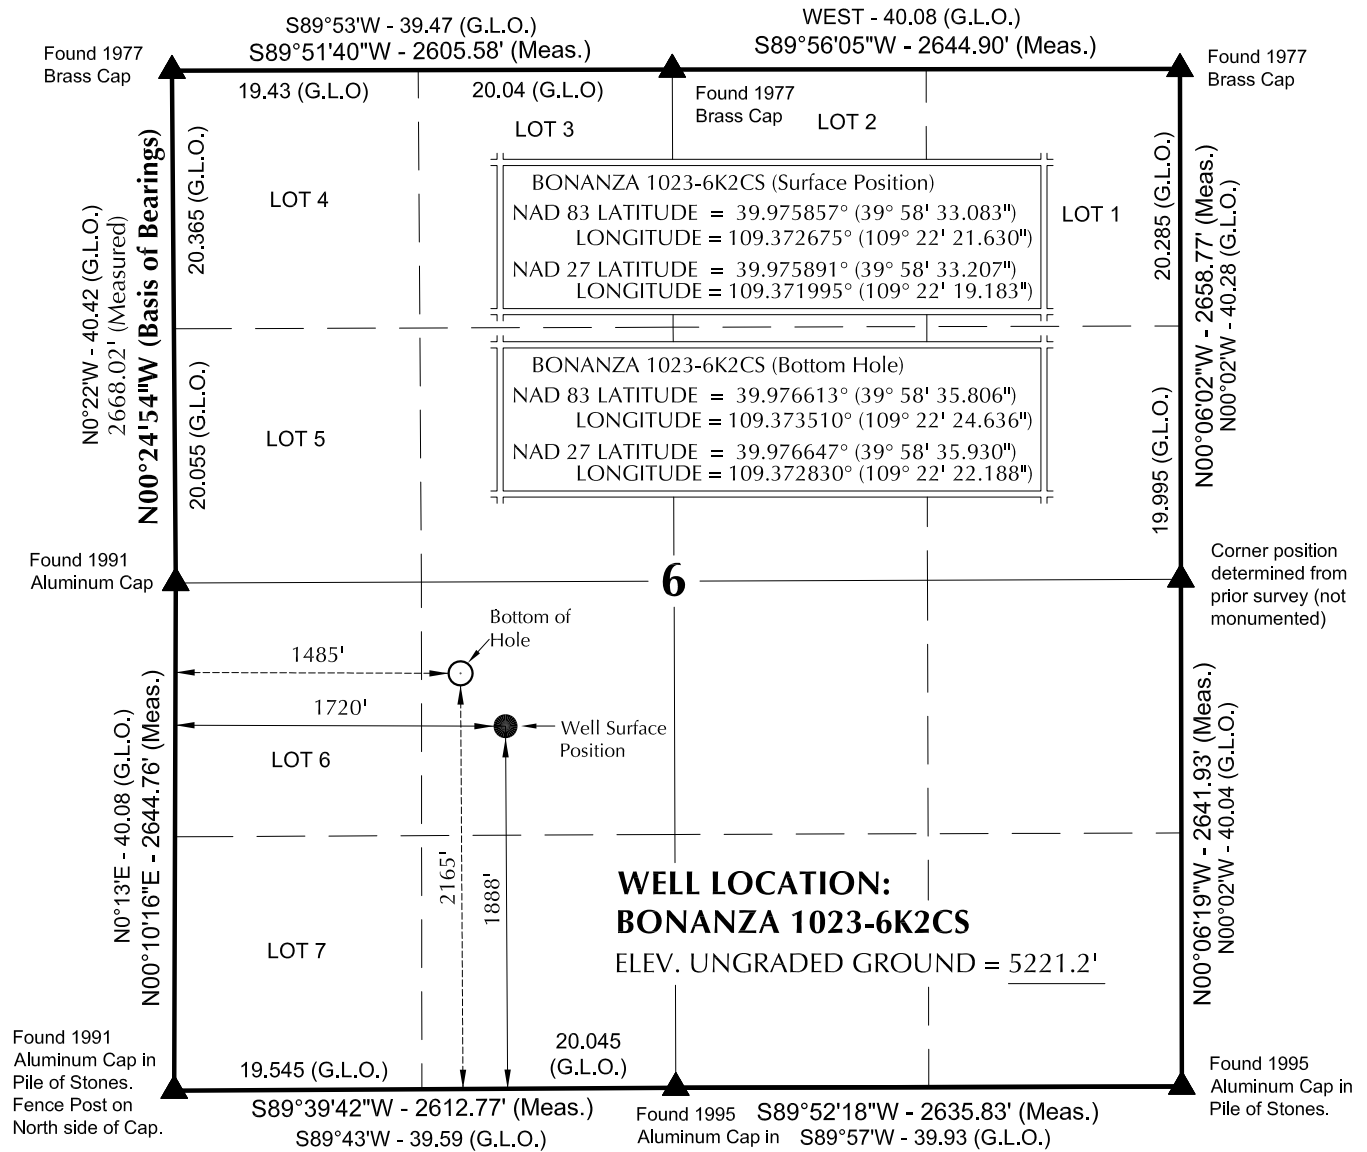 S89°53'W - 39.47 (G.L.O.)
S89°51'40"W - 2605.58' (Meas.)
WEST - 40.08 (G.L.O.)
S89°56'05"W - 2644.90' (Meas.)
Found 1977
Brass Cap
Found 1977
Brass Cap
Found 1977
Brass Cap
19.43 (G.L.O)
20.04 (G.L.O)
LOT 3
LOT 2
LOT 4
LOT 1
BONANZA 1023-6K2CS (Surface Position)
NAD 83 LATITUDE = 39.975857° (39° 58' 33.083")
LONGITUDE = 109.372675° (109° 22' 21.630")
NAD 27 LATITUDE = 39.975891° (39° 58' 33.207")
LONGITUDE = 109.371995° (109° 22' 19.183")
BONANZA 1023-6K2CS (Bottom Hole)
NAD 83 LATITUDE = 39.976613° (39° 58' 35.806")
LONGITUDE = 109.373510° (109° 22' 24.636")
NAD 27 LATITUDE = 39.976647° (39° 58' 35.930")
LONGITUDE = 109.372830° (109° 22' 22.188")
N0°22'W - 40.42 (G.L.O.)
2668.02' (Measured)
N00°24'54"W (Basis of Bearings)
20.365 (G.L.O.)
20.055 (G.L.O.)
LOT 5
20.285 (G.L.O.)
19.995 (G.L.O.)
N00°06'02"W - 2658.77' (Meas.)
N00°02'W - 40.28 (G.L.O.)
Found 1991
Aluminum Cap
6
Corner position
determined from
prior survey (not
monumented)
Bottom of
Hole
1485'
1720'
Well Surface
Position
LOT 6
N0°13'E - 40.08 (G.L.O.)
N00°10'16"E - 2644.76' (Meas.)
2165'
1888'
N00°06'19"W - 2641.93' (Meas.)
N00°02'W - 40.04 (G.L.O.)
WELL LOCATION:
BONANZA 1023-6K2CS
ELEV. UNGRADED GROUND = 5221.2'
LOT 7
Found 1991
Aluminum Cap in
Pile of Stones.
Fence Post on
North side of Cap.
19.545 (G.L.O.)
20.045
(G.L.O.)
S89°39'42"W - 2612.77' (Meas.)
S89°43'W - 39.59 (G.L.O.)
Found 1995
Aluminum Cap in
S89°52'18"W - 2635.83' (Meas.)
S89°57'W - 39.93 (G.L.O.)
Found 1995
Aluminum Cap in
Pile of Stones.